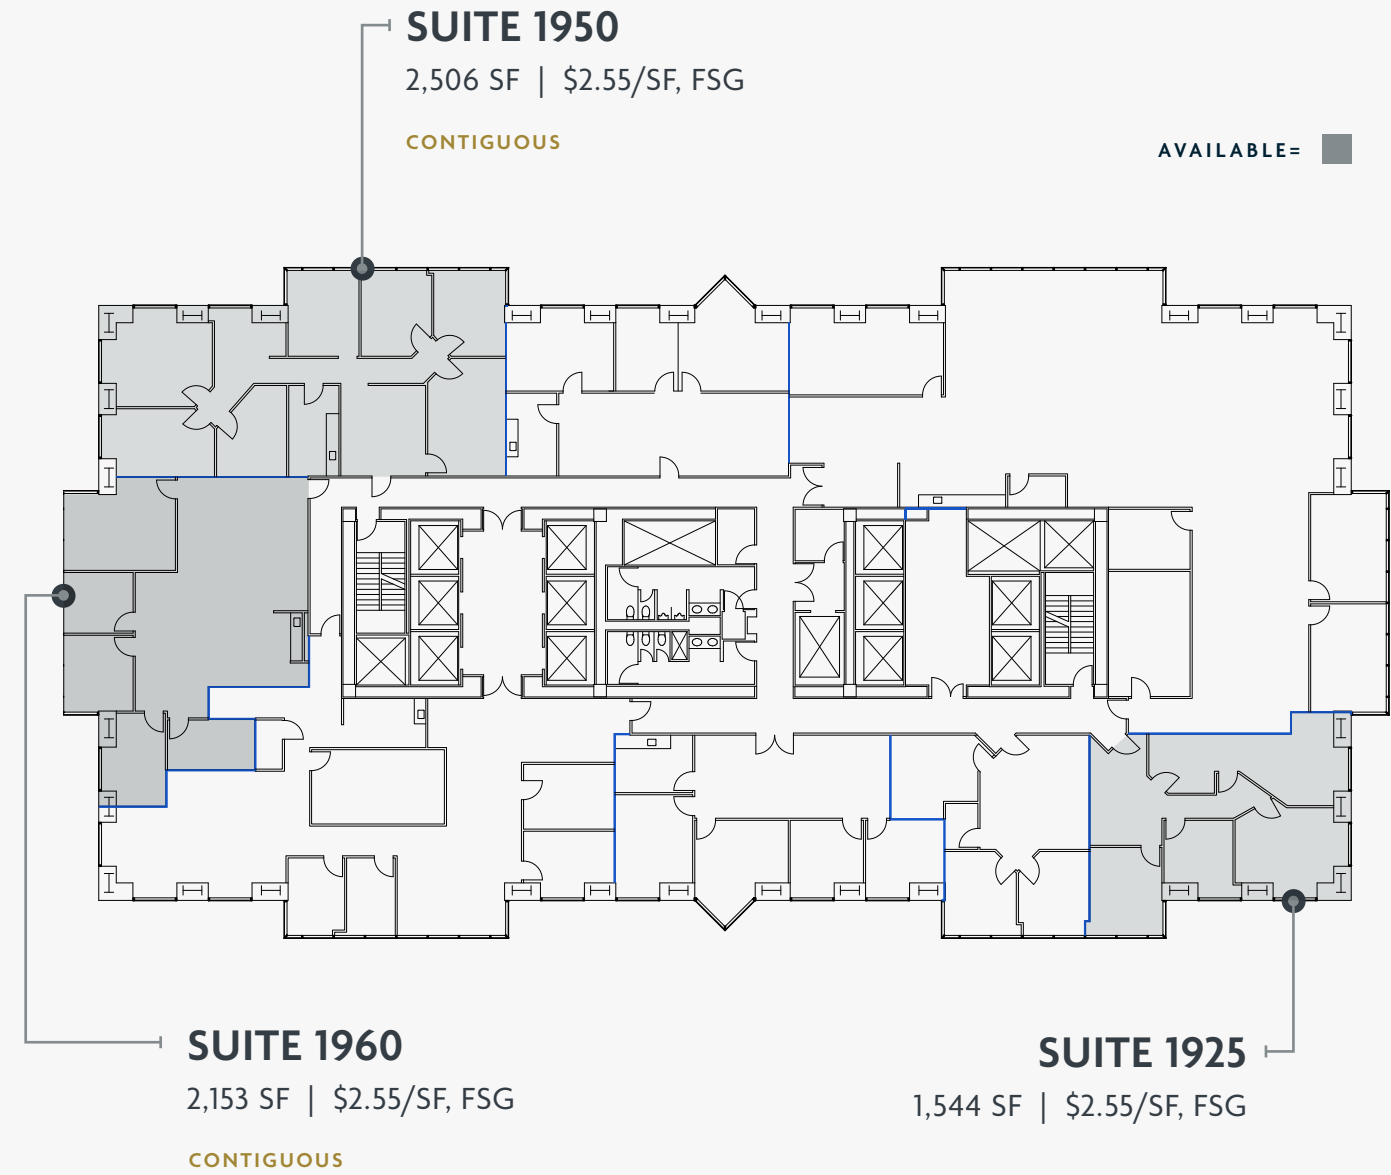 SUITE 1950
2,506 SF | $2.55/SF, FSG
CONTIGUOUS
AVAILABLE=
SUITE 1960
2,153 SF | $2.55/SF, FSG
CONTIGUOUS
SUITE 1925
1,544 SF | $2.55/SF, FSG